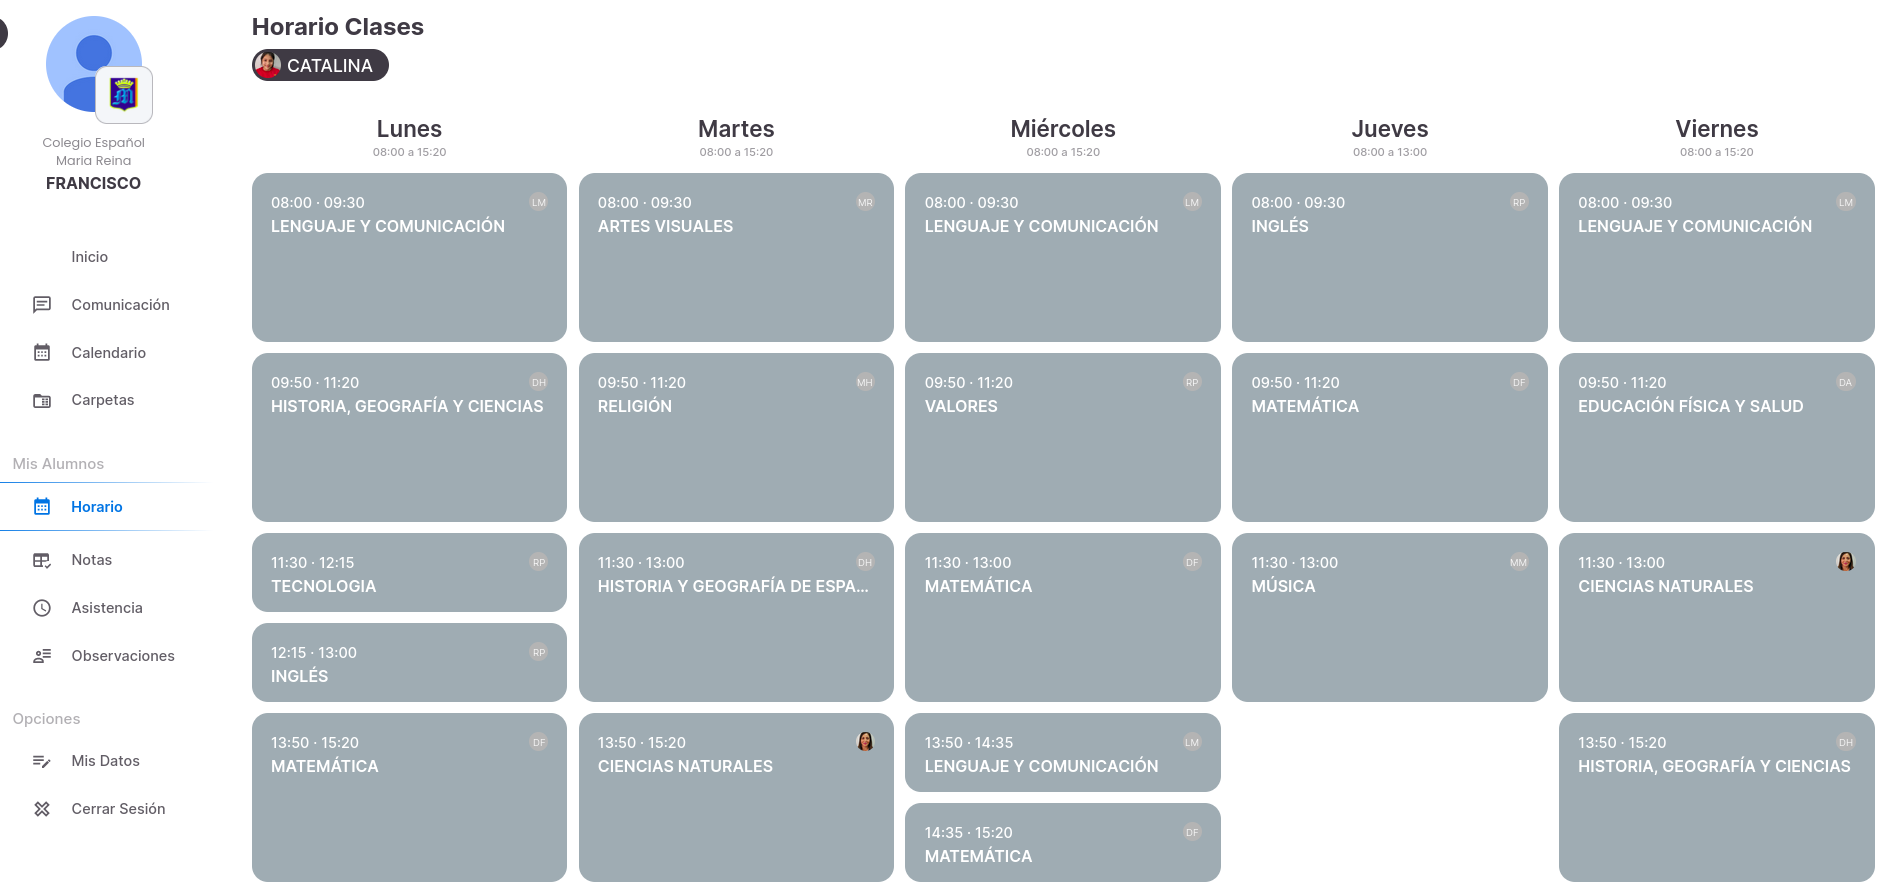 Colegio Español
Maria Reina
FRANCISCO
Inicio
Comunicación
Calendario
Carpetas
Mis Alumnos
Horario
Notas
Asistencia
Observaciones
Opciones
Mis Datos
Cerrar Sesión
Horario Clases
CATALINA
Lunes
08:00 a 15:20
08:00 · 09:30 LM
LENGUAJE Y COMUNICACIÓN
09:50 · 11:20 DH
HISTORIA, GEOGRAFÍA Y CIENCIAS
11:30 · 12:15 RP
TECNOLOGIA
12:15 · 13:00 RP
INGLÉS
13:50 · 15:20 DF
MATEMÁTICA
Martes
08:00 a 15:20
08:00 · 09:30 MR
ARTES VISUALES
09:50 · 11:20 MH
RELIGIÓN
11:30 · 13:00 DH
HISTORIA Y GEOGRAFÍA DE ESPA...
13:50 · 15:20
CIENCIAS NATURALES
Miércoles
08:00 a 15:20
08:00 · 09:30 LM
LENGUAJE Y COMUNICACIÓN
09:50 · 11:20 RP
VALORES
11:30 · 13:00 DF
MATEMÁTICA
13:50 · 14:35 LM
LENGUAJE Y COMUNICACIÓN
14:35 · 15:20 DF
MATEMÁTICA
Jueves
08:00 a 13:00
08:00 · 09:30 RP
INGLÉS
09:50 · 11:20 DF
MATEMÁTICA
11:30 · 13:00 MM
MÚSICA
Viernes
08:00 a 15:20
08:00 · 09:30 LM
LENGUAJE Y COMUNICACIÓN
09:50 · 11:20 DA
EDUCACIÓN FÍSICA Y SALUD
11:30 · 13:00
CIENCIAS NATURALES
13:50 · 15:20 DH
HISTORIA, GEOGRAFÍA Y CIENCIAS